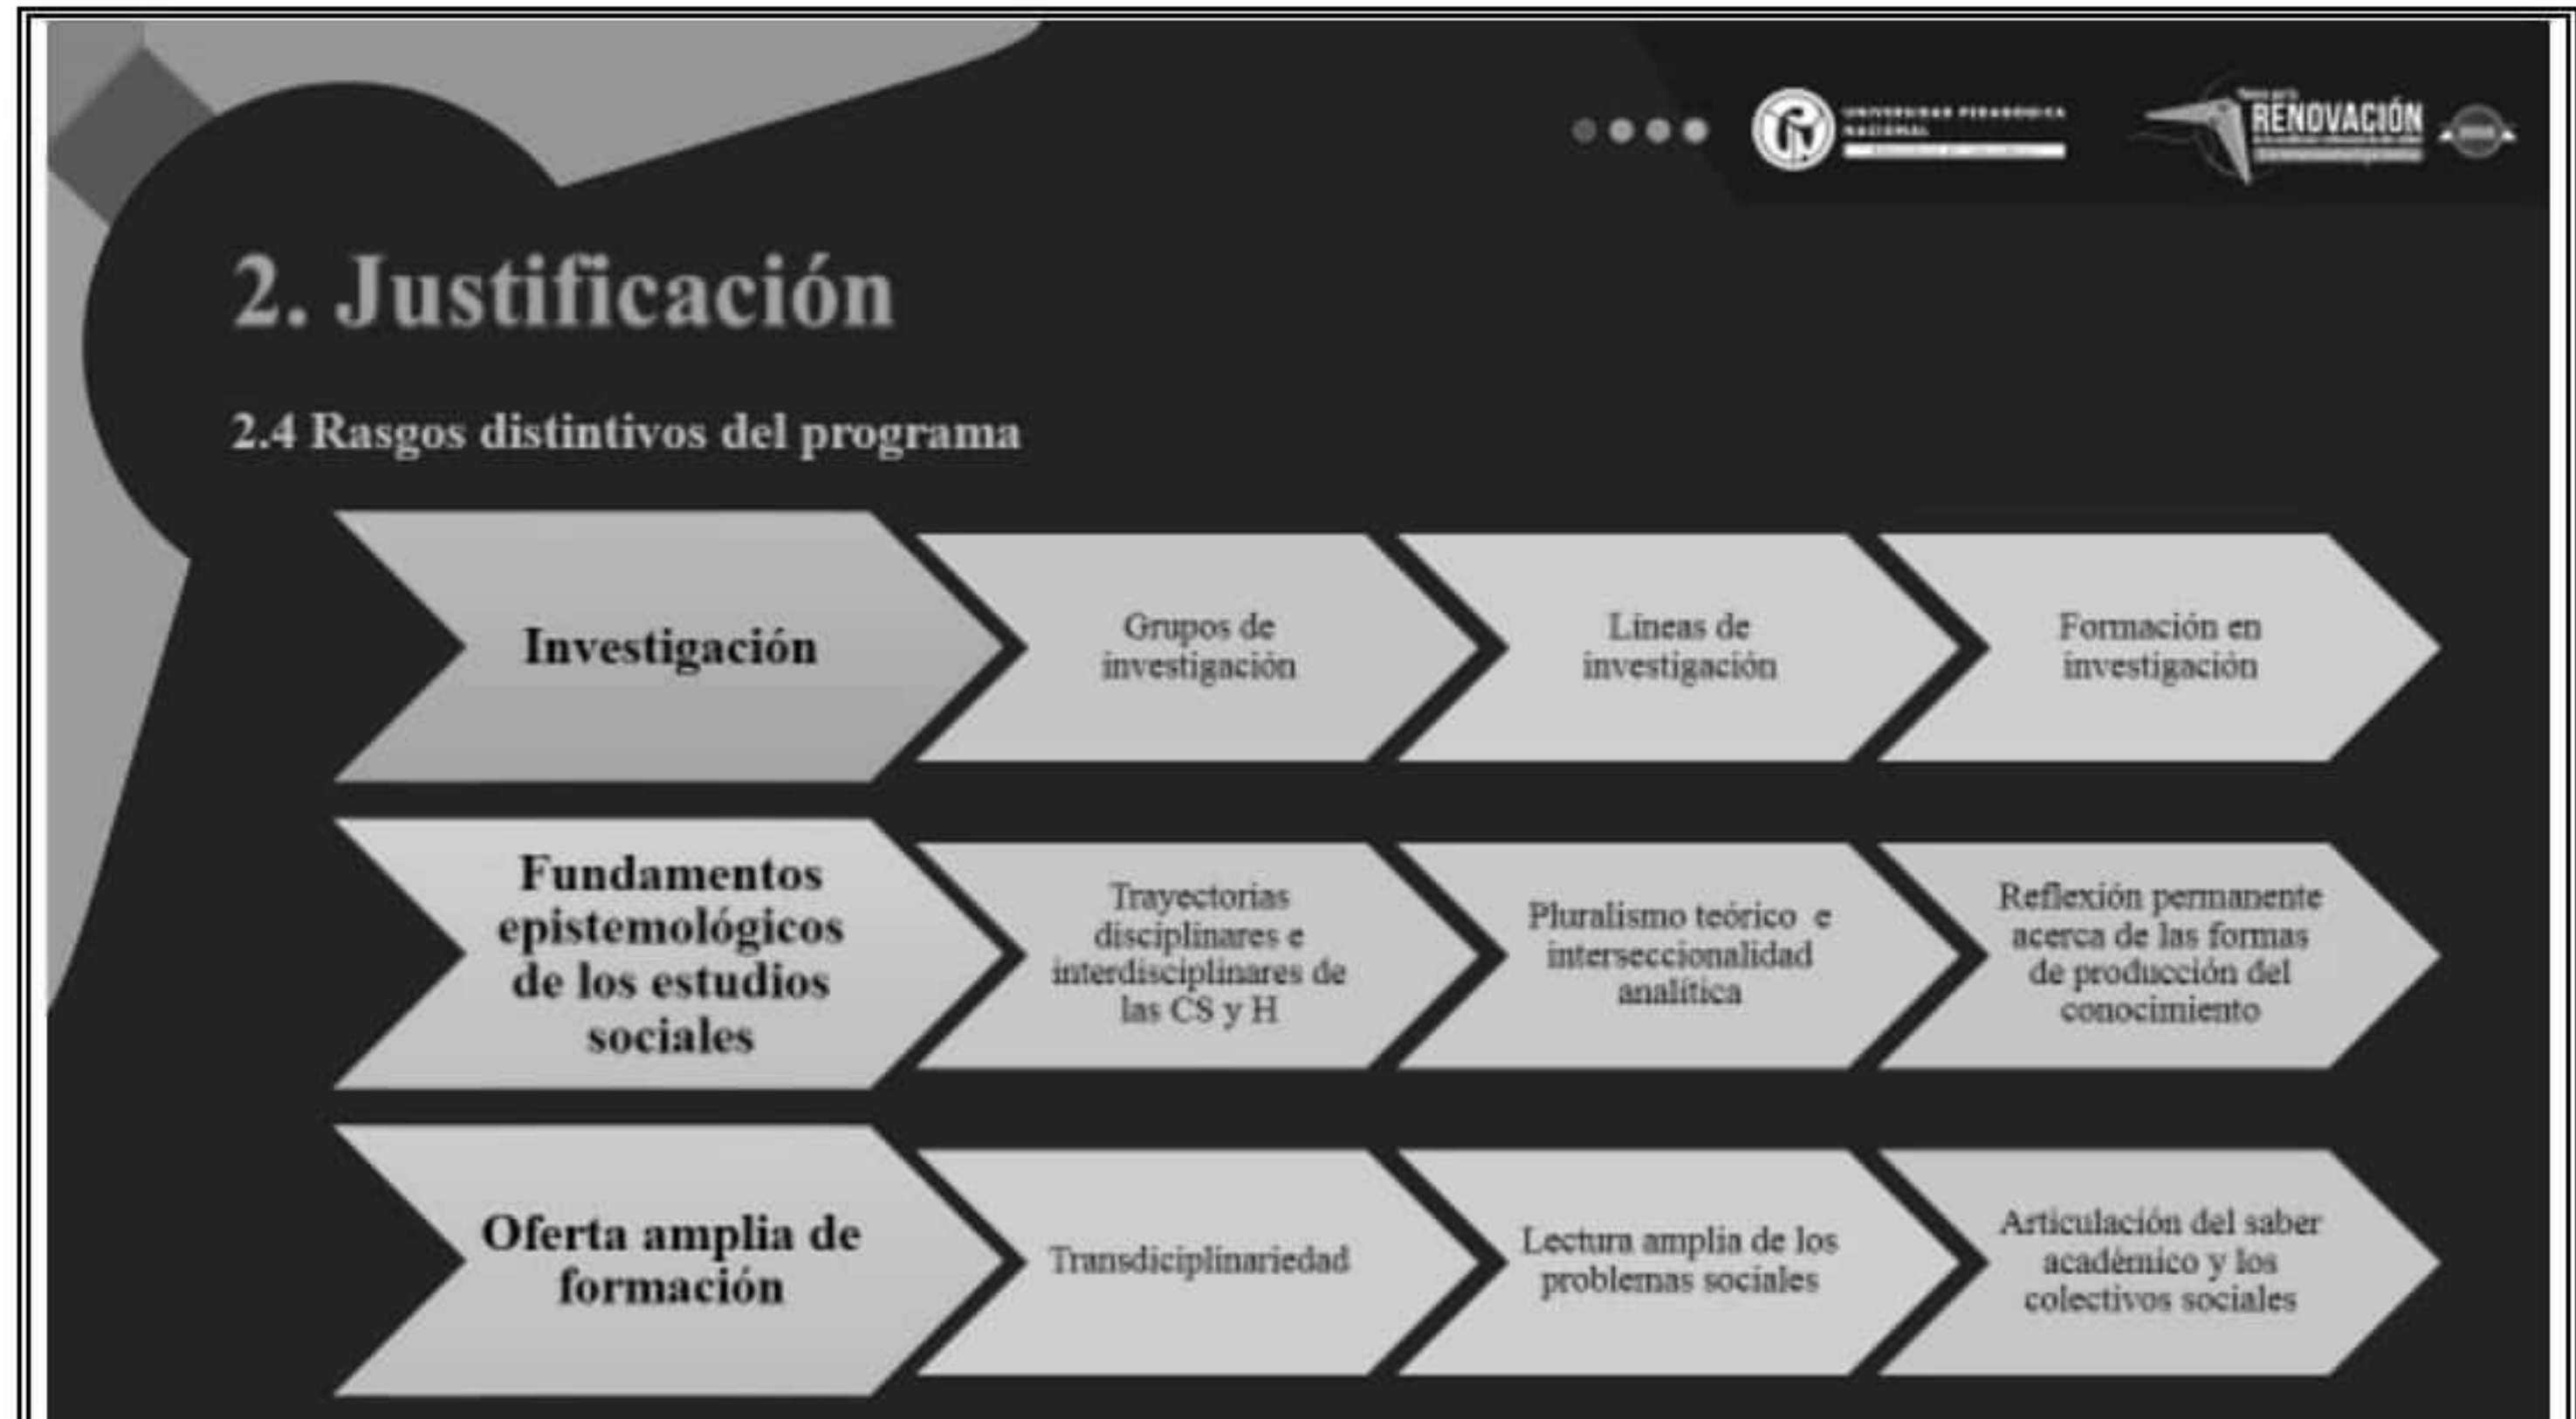 UNIVERSIDAD PEDAGOGICA
NACIONAL
RENOVACIÓN
2. Justificación
2.4 Rasgos distintivos del programa
Investigación
Grupos de
investigación
Líneas de
investigación
Formación en
investigación
Fundamentos
epistemológicos
de los estudios
sociales
Trayectorias
disciplinares e
interdisciplinares de
las CS y H
Pluralismo teórico e
interseccionalidad
analítica
Reflexión permanente
acerca de las formas
de producción del
conocimiento
Oferta amplia de
formación
Transdiciplinariedad
Lectura amplia de los
problemas sociales
Articulación del saber
académico y los
colectivos sociales